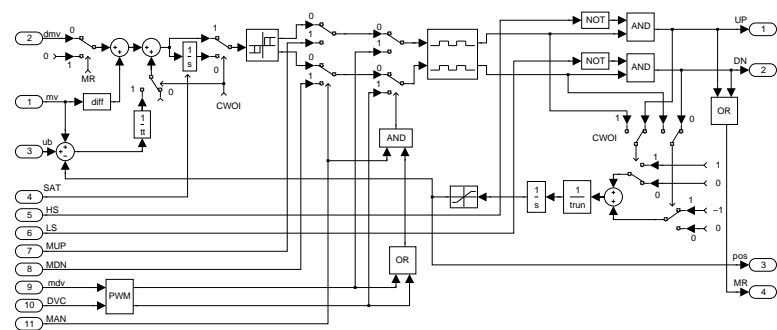 UP
1
NOT
AND
2
dmv
0
0
1
MR
1
s
1
0
CWOI
0
1
0
1
0
1
0
1
NOT
AND
DN
2
1
mv
diff
1
tt
0
1
OR
3
ub
AND
1
0
CWOI
1
0
1
0
1
0
−1
0
1
s
1
trun
4
SAT
5
HS
6
LS
7
MUP
8
MDN
9
mdv
10
DVC
11
MAN
PWM
OR
pos
3
MR
4